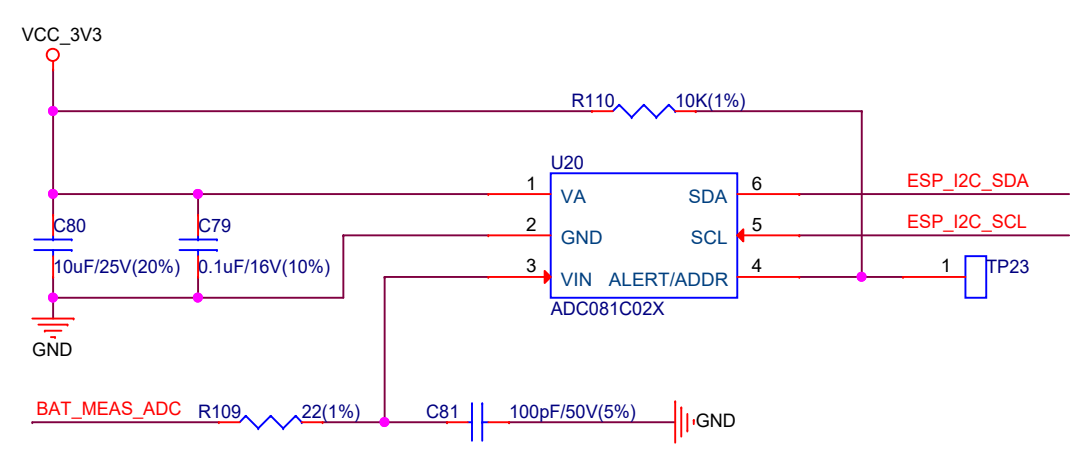 VCC_3V3
R110 10K(1%)
U20
1 VA SDA 6 ESP_I2C_SDA
C80 C79
2 GND SCL 5 ESP_I2C_SCL
10uF/25V(20%) 0.1uF/16V(10%)
3 VIN ALERT/ADDR 4 1 TP23
ADC081C02X
GND
BAT_MEAS_ADC R109 22(1%) C81 100pF/50V(5%) GND